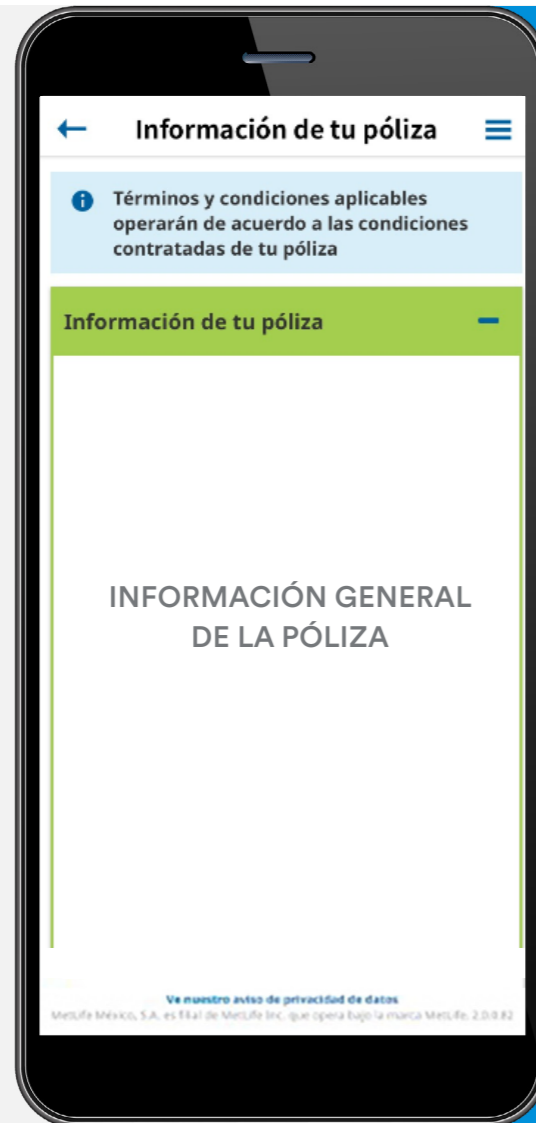 Información de tu póliza
Términos y condiciones aplicables
operarán de acuerdo a las condiciones
contratadas de tu póliza
Información de tu póliza
INFORMACIÓN GENERAL
DE LA PÓLIZA
Ve nuestro aviso de privacidad de datos
MetLife México, S.A. es filial de MetLife Inc. que opera bajo la marca MetLife. 2.0.0.82